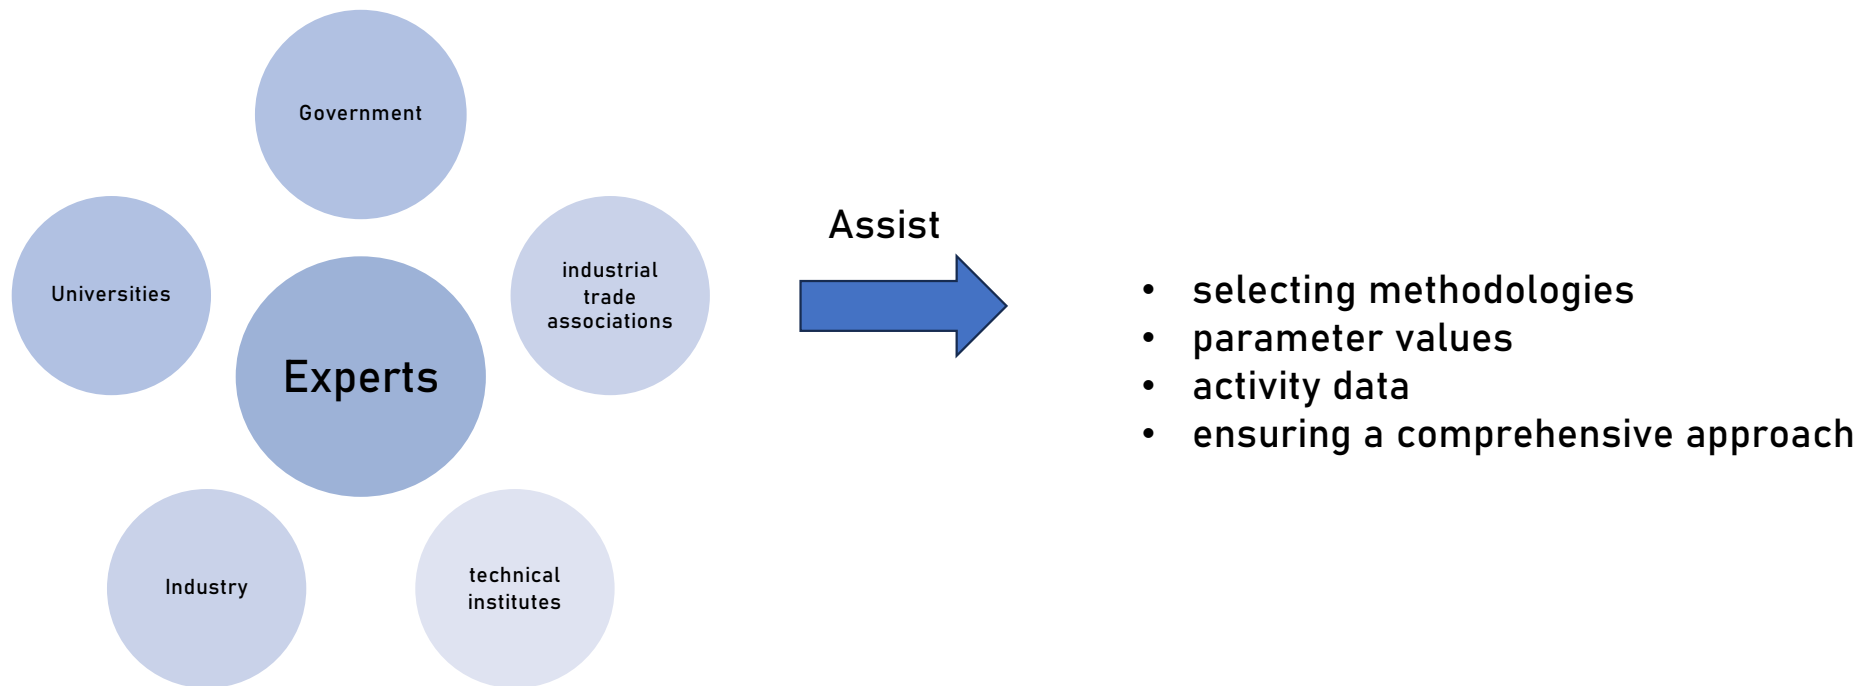 Government
Universities
industrial
trade
associations
Experts
Industry
technical
institutes
Assist
• selecting methodologies
• parameter values
• activity data
• ensuring a comprehensive approach